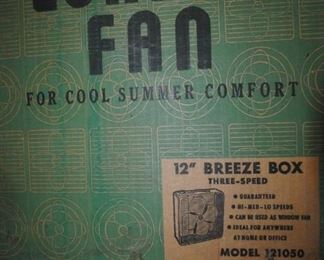 FAN
FOR COOL SUMMER COMFORT
12" BREEZE BOX
THREE-SPEED
• GUARANTEED
• HI-MED-LO SPEEDS
• CAN BE USED AS WINDOW FAN
• IDEAL FOR ANYWHERE
AT HOME OR OFFICE
MODEL 121050